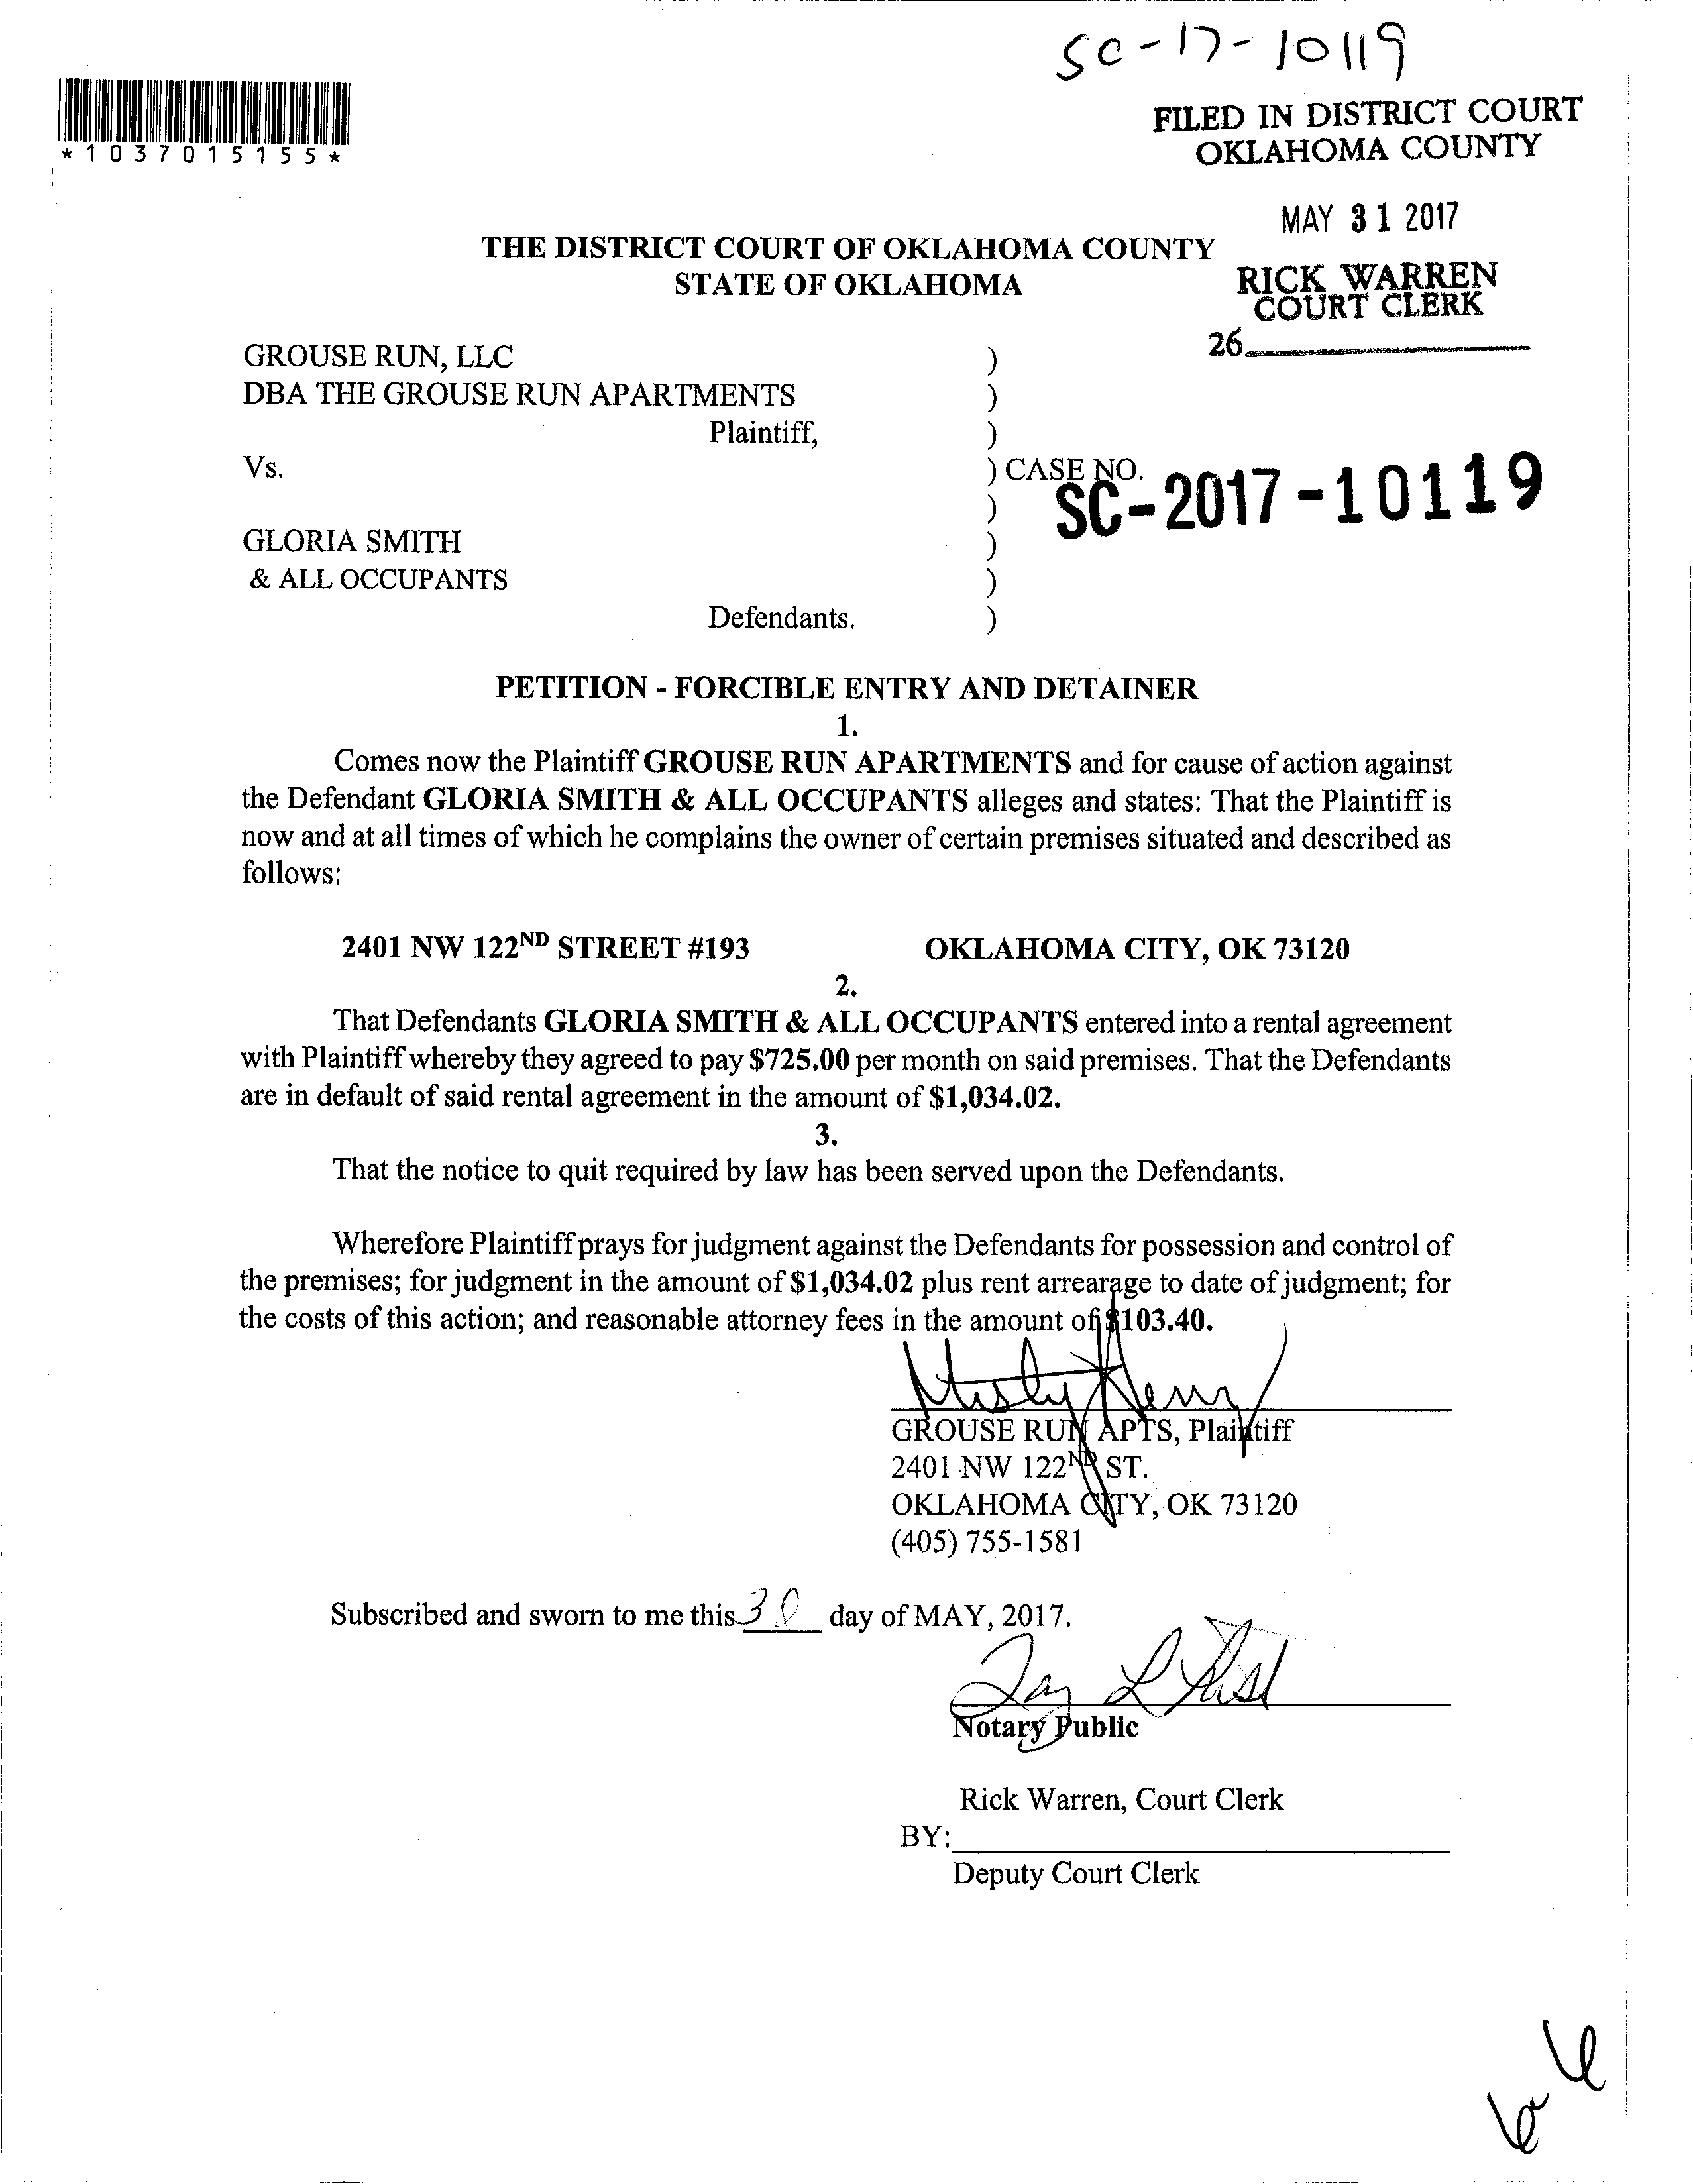 SC-17-10119
*1037015155*
FILED IN DISTRICT COURT
OKLAHOMA COUNTY
MAY 31 2017
RICK WARREN
COURT CLERK
26
THE DISTRICT COURT OF OKLAHOMA COUNTY
STATE OF OKLAHOMA
GROUSE RUN, LLC )
DBA THE GROUSE RUN APARTMENTS )
Plaintiff, )
Vs. ) CASE NO. SC-2017-10119
)
GLORIA SMITH )
& ALL OCCUPANTS )
Defendants. )
PETITION - FORCIBLE ENTRY AND DETAINER
1.
Comes now the Plaintiff GROUSE RUN APARTMENTS and for cause of action against
the Defendant GLORIA SMITH & ALL OCCUPANTS alleges and states: That the Plaintiff is
now and at all times of which he complains the owner of certain premises situated and described as
follows:
2401 NW 122ND STREET #193 OKLAHOMA CITY, OK 73120
2.
That Defendants GLORIA SMITH & ALL OCCUPANTS entered into a rental agreement
with Plaintiff whereby they agreed to pay $725.00 per month on said premises. That the Defendants
are in default of said rental agreement in the amount of $1,034.02.
3.
That the notice to quit required by law has been served upon the Defendants.
Wherefore Plaintiff prays for judgment against the Defendants for possession and control of
the premises; for judgment in the amount of $1,034.02 plus rent arrearage to date of judgment; for
the costs of this action; and reasonable attorney fees in the amount of $103.40.
Misty Henry
GROUSE RUN APTS, Plaintiff
2401 NW 122ND ST.
OKLAHOMA CITY, OK 73120
(405) 755-1581
Subscribed and sworn to me this 30 day of MAY, 2017.
Notary Public
Rick Warren, Court Clerk
BY:
Deputy Court Clerk